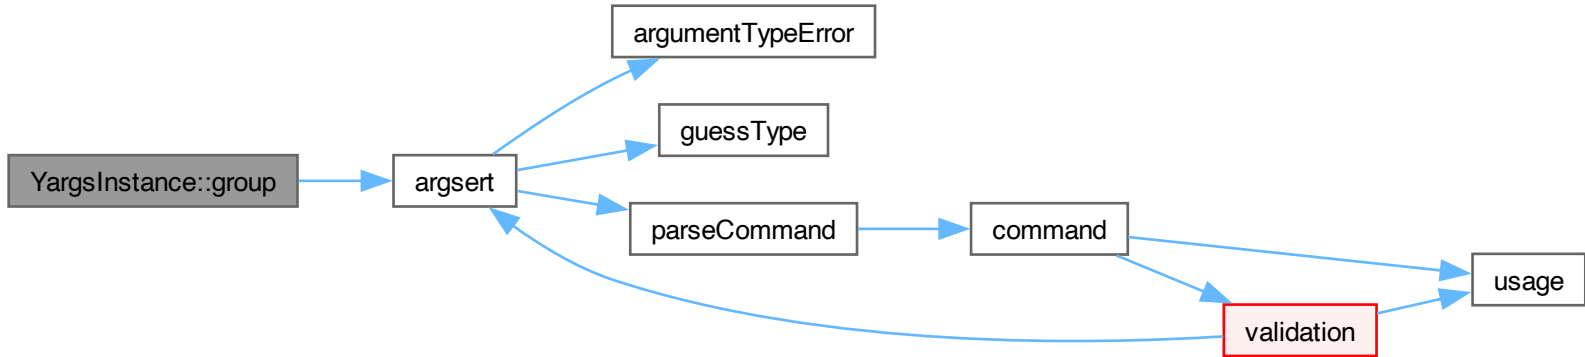 argumentTypeError
guessType
YargsInstance::group
argsert
parseCommand
command
usage
validation